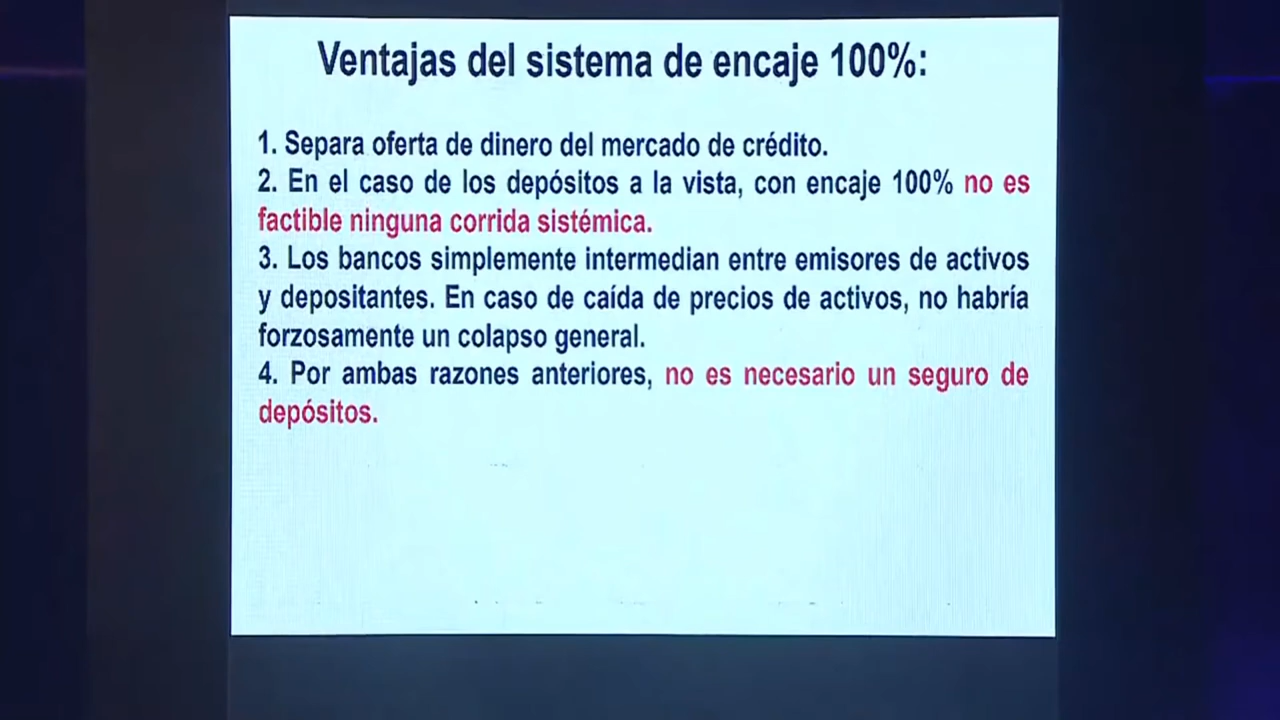 Ventajas del sistema de encaje 100%:
1. Separa oferta de dinero del mercado de crédito.
2. En el caso de los depósitos a la vista, con encaje 100% no es
factible ninguna corrida sistémica.
3. Los bancos simplemente intermedian entre emisores de activos
y depositantes. En caso de caída de precios de activos, no habría
forzosamente un colapso general.
4. Por ambas razones anteriores, no es necesario un seguro de
depósitos.